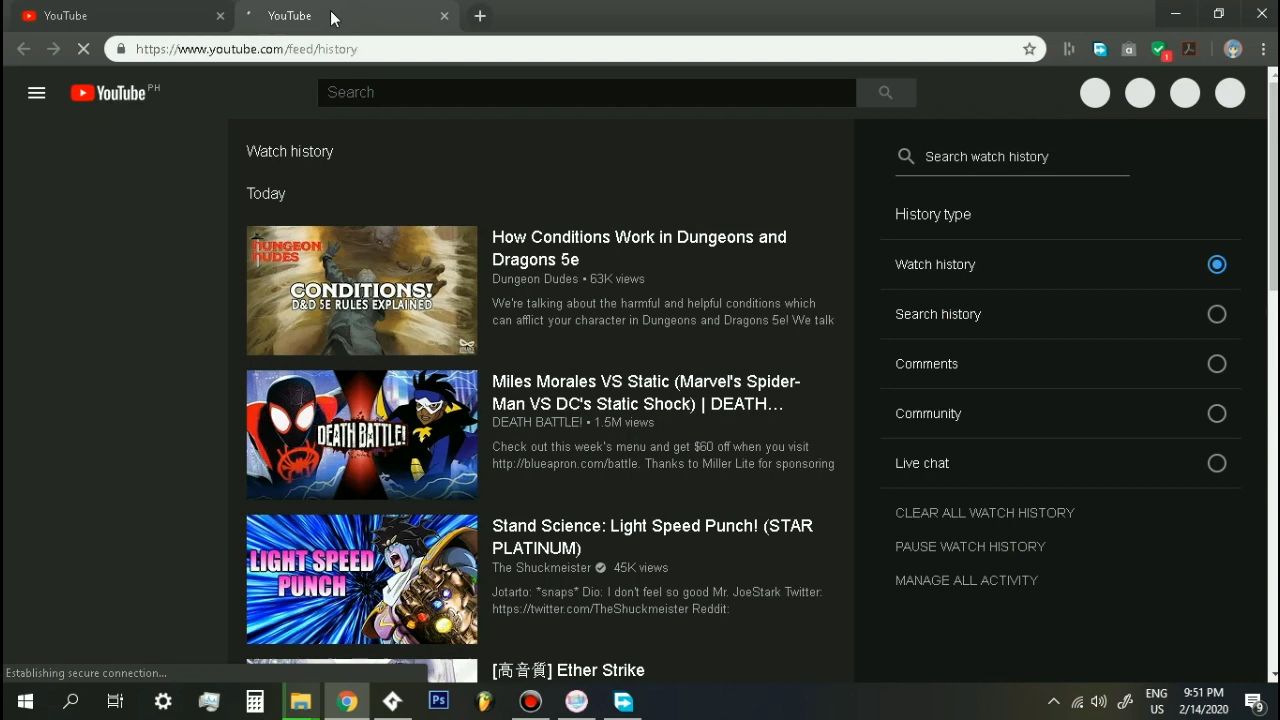 YouTube
YouTube
https://www.youtube.com/feed/history
1
YouTube PH
Search
Watch history
Today
DUNGEON DUDES
CONDITIONS!
D&D 5E RULES EXPLAINED
How Conditions Work in Dungeons and
Dragons 5e
Dungeon Dudes • 63K views
We're talking about the harmful and helpful conditions which
can afflict your character in Dungeons and Dragons 5e! We talk
DEATH BATTLE!
Miles Morales VS Static (Marvel's Spider-
Man VS DC's Static Shock) | DEATH…
DEATH BATTLE! • 1.5M views
Check out this week's menu and get $60 off when you visit
http://blueapron.com/battle. Thanks to Miller Lite for sponsoring
LIGHT SPEED
PUNCH
Stand Science: Light Speed Punch! (STAR
PLATINUM)
The Shuckmeister 45K views
Jotarto: *snaps* Dio: I don't feel so good Mr. JoeStark Twitter:
https://twitter.com/TheShuckmeister Reddit:
[高音質] Ether Strike
Search watch history
History type
Watch history
Search history
Comments
Community
Live chat
CLEAR ALL WATCH HISTORY
PAUSE WATCH HISTORY
MANAGE ALL ACTIVITY
Establishing secure connection...
Ps
ENG
US
9:51 PM
2/14/2020
9